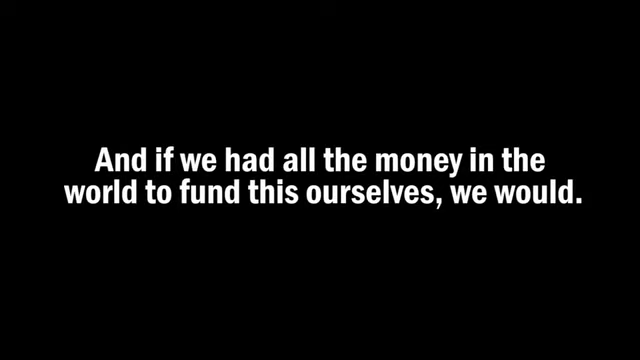 And if we had all the money in the
world to fund this ourselves, we would.